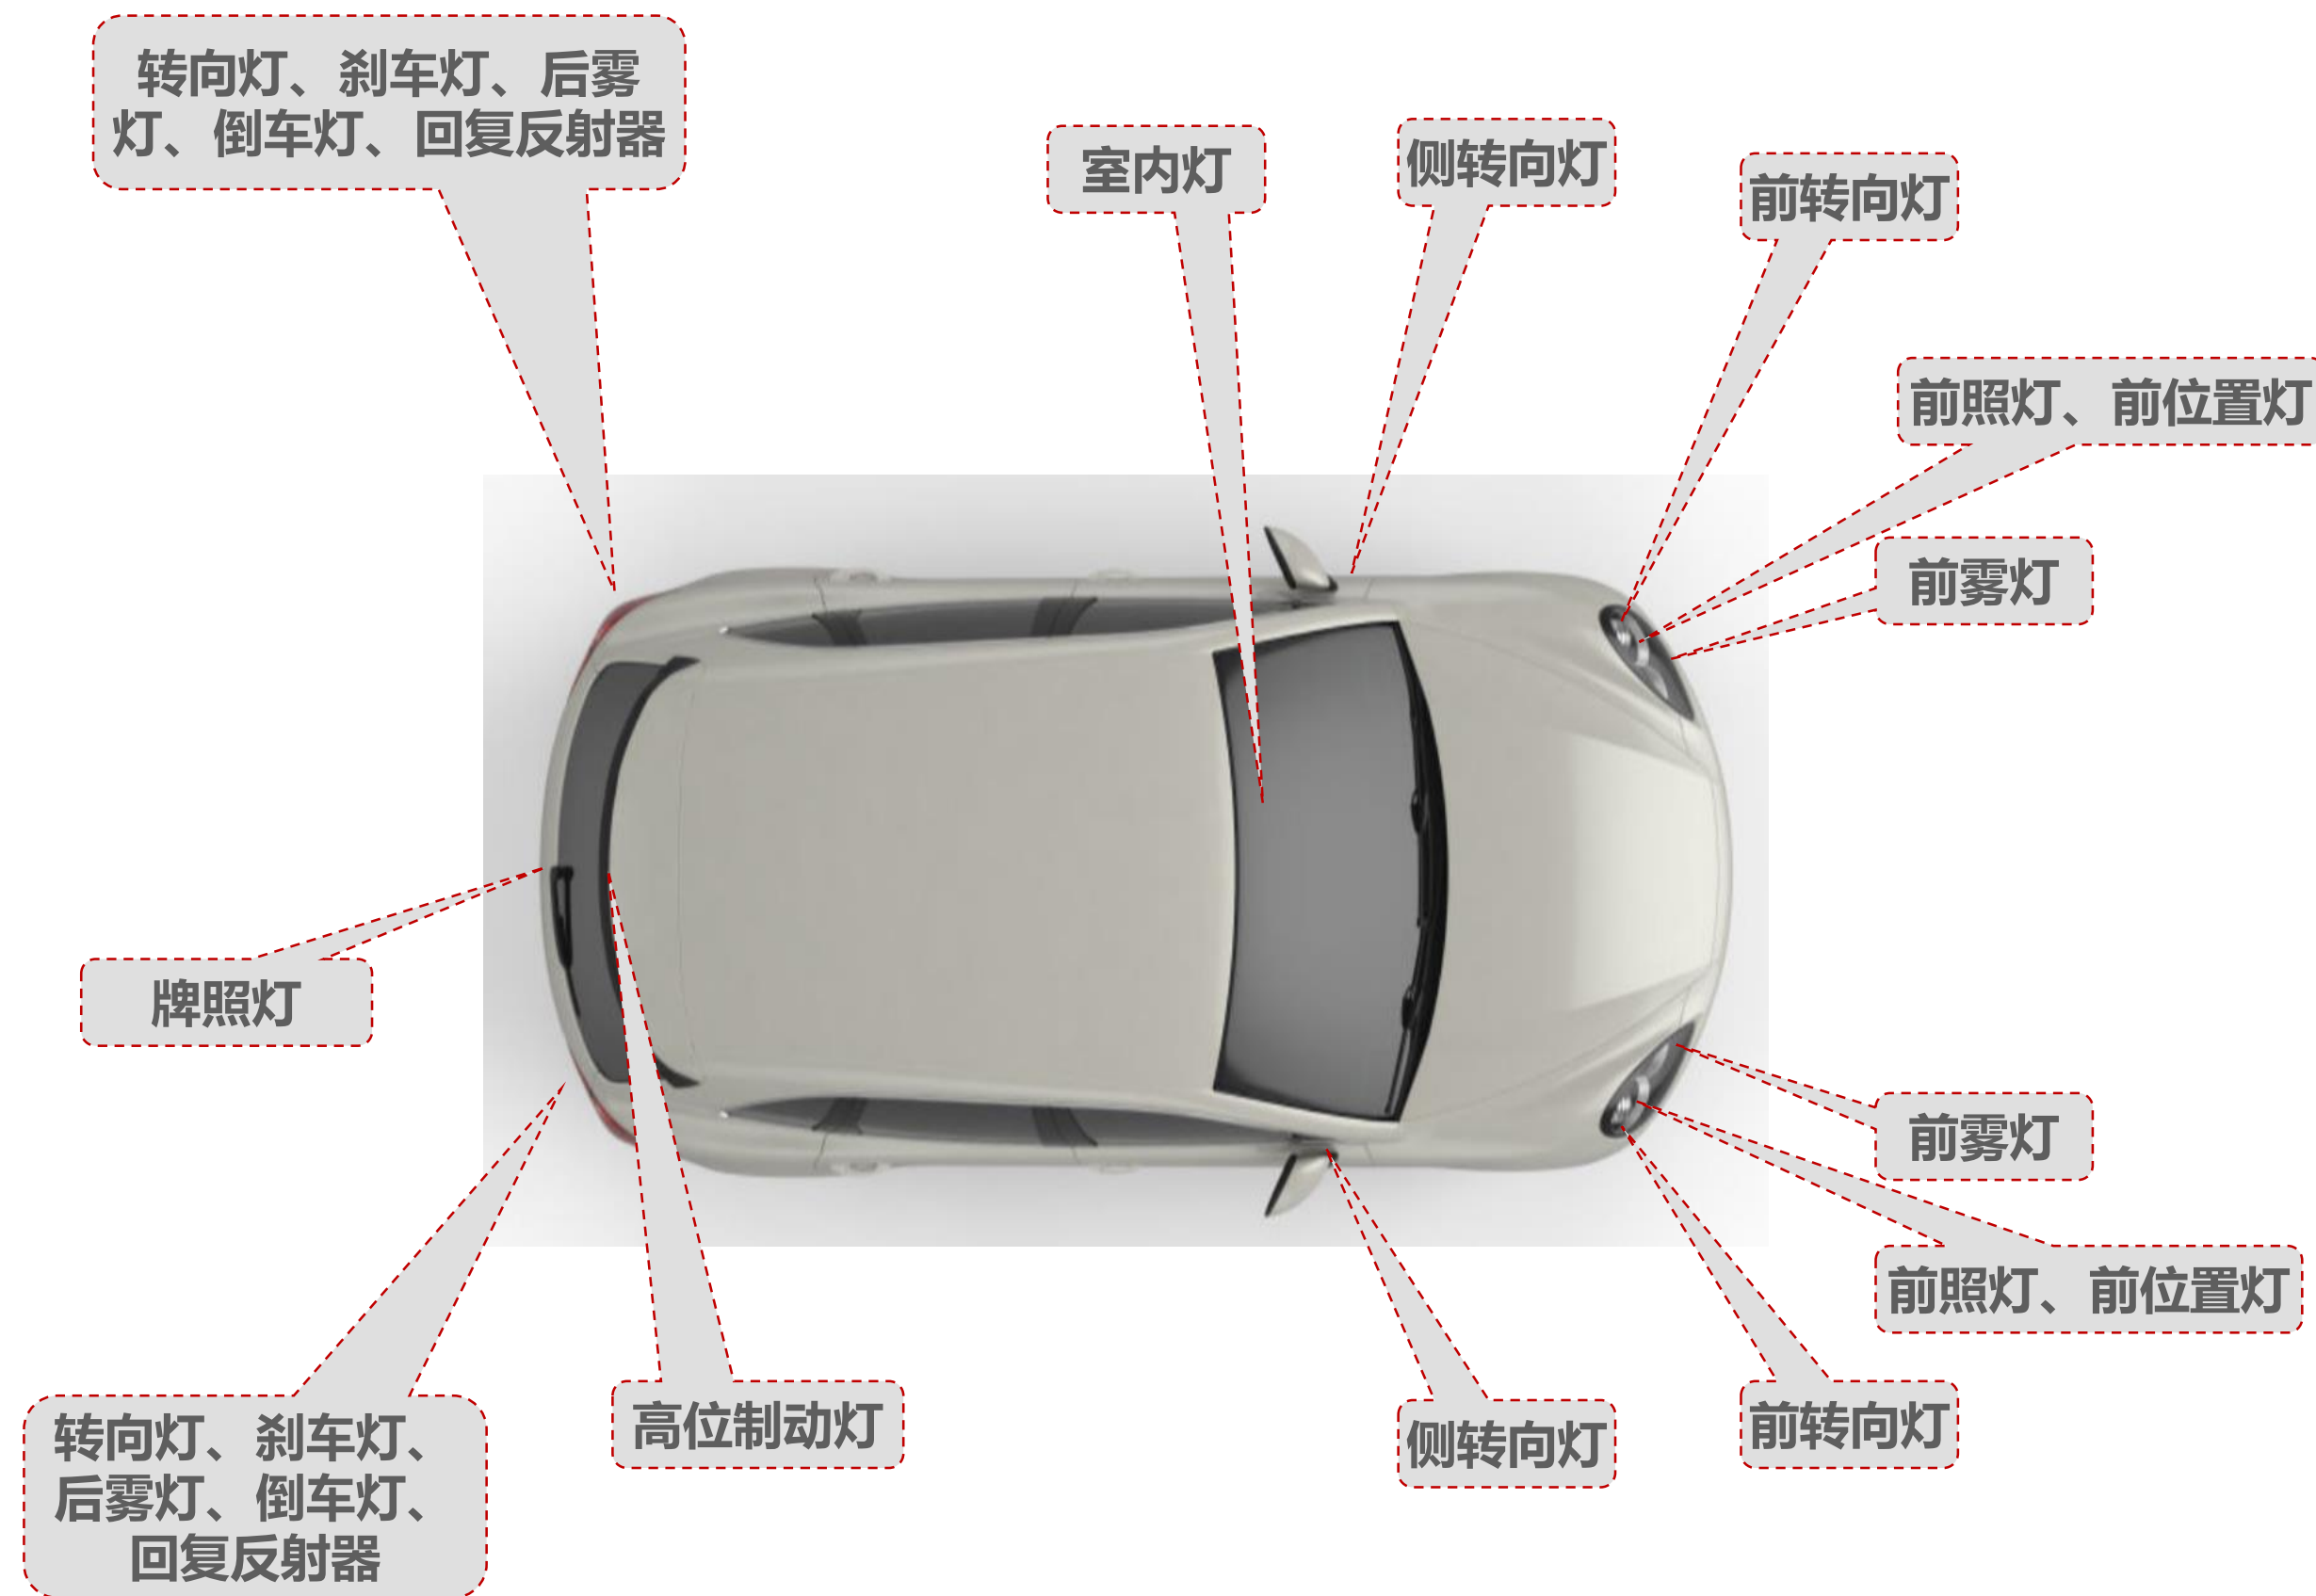 转向灯、刹车灯、后雾
灯、倒车灯、回复反射器
室内灯
侧转向灯
前转向灯
前照灯、前位置灯
前雾灯
牌照灯
前雾灯
前照灯、前位置灯
高位制动灯
侧转向灯
前转向灯
转向灯、刹车灯、
后雾灯、倒车灯、
回复反射器